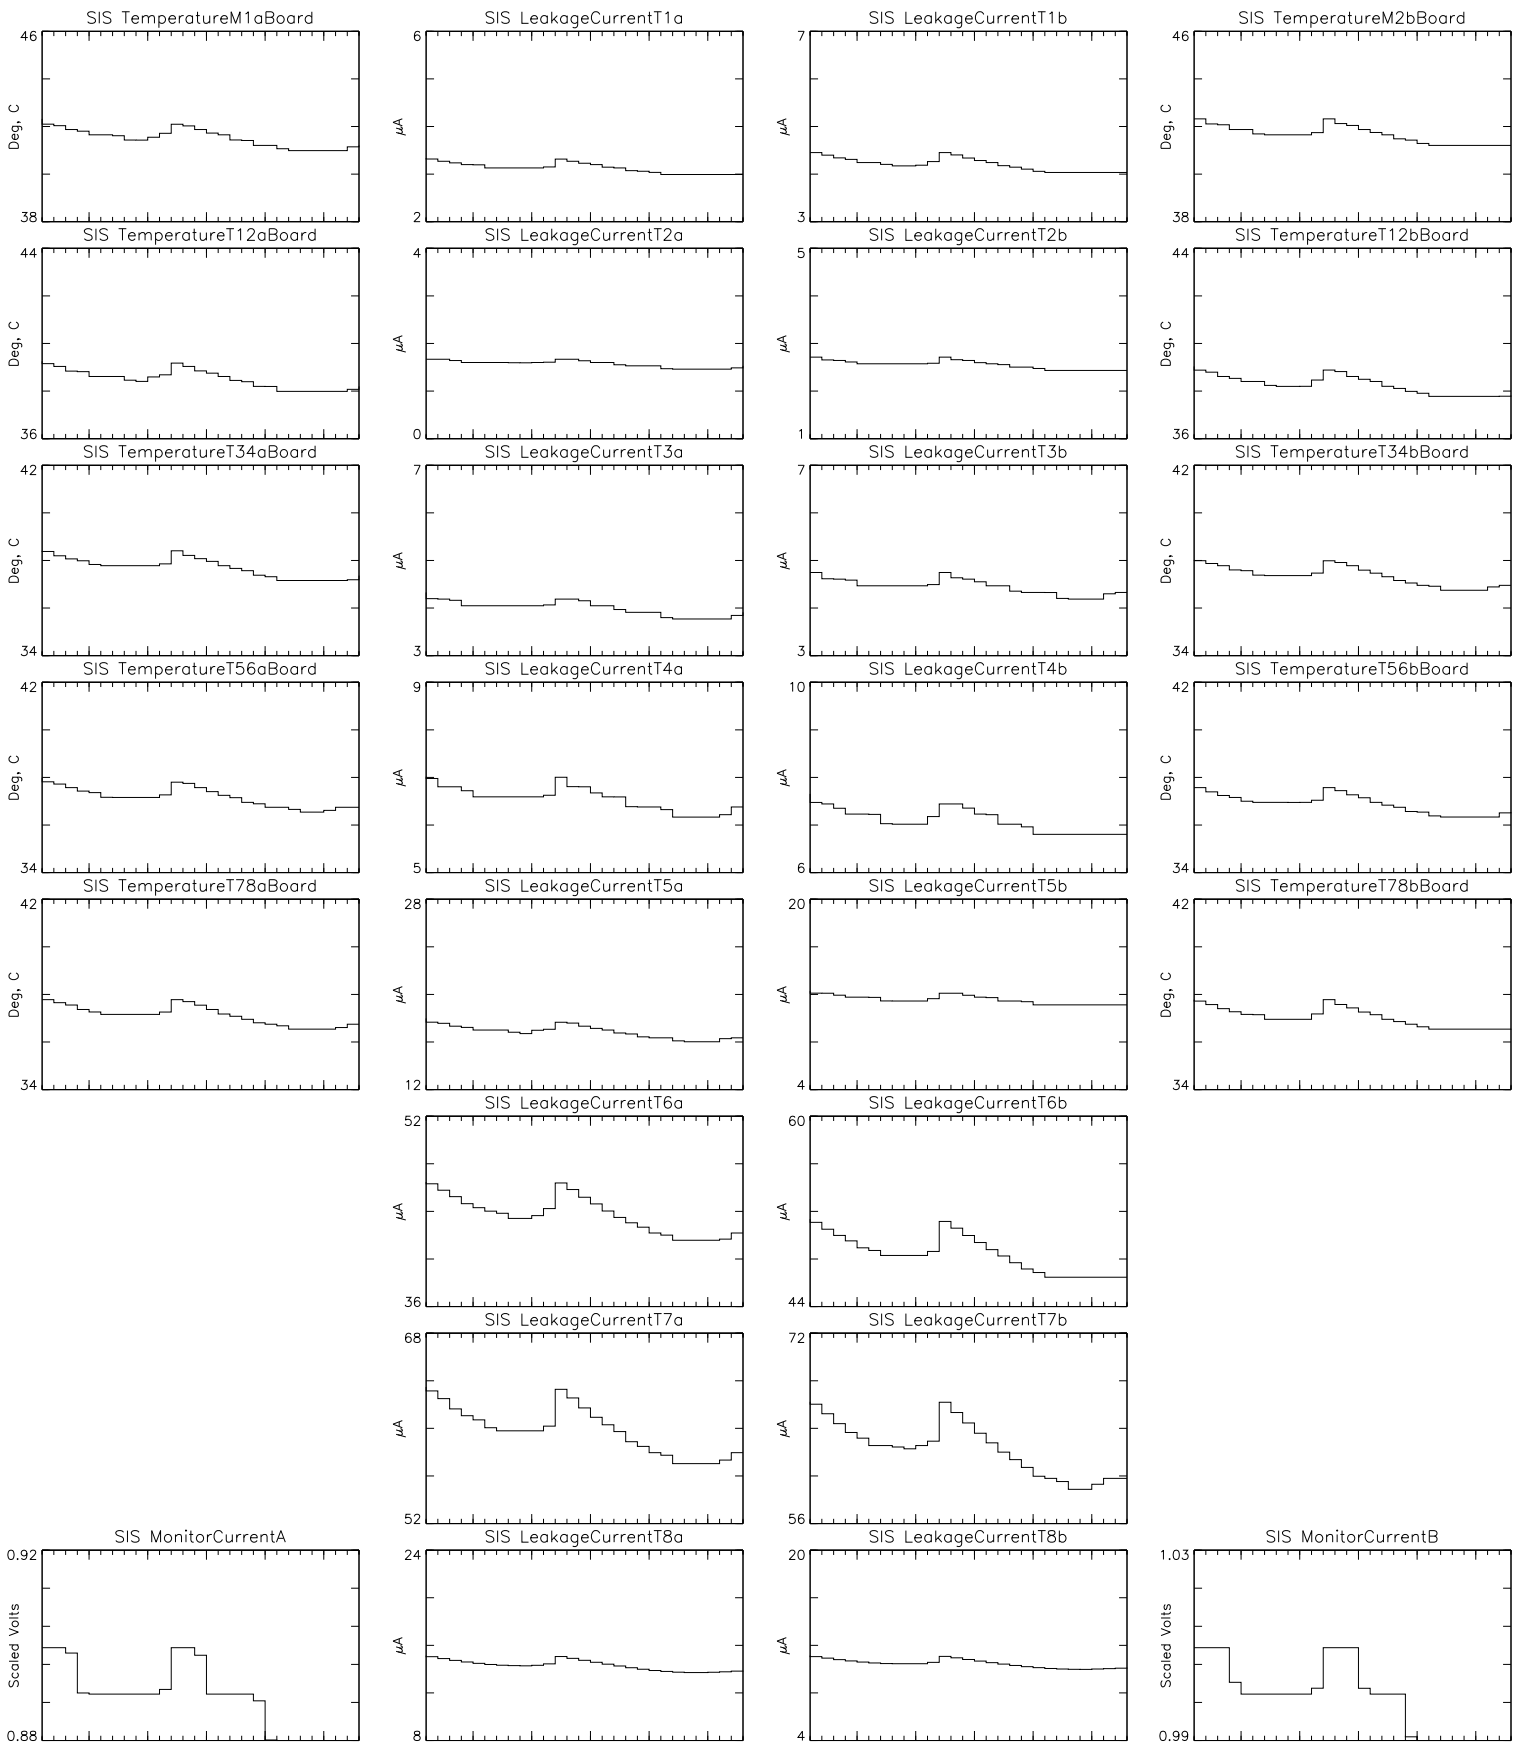 SIS TemperatureM1aBoard
46
Deg, C
38
SIS LeakageCurrentT1a
6
μA
2
SIS LeakageCurrentT1b
7
μA
3
SIS TemperatureM2bBoard
46
Deg, C
38
SIS TemperatureT12aBoard
44
Deg, C
36
SIS LeakageCurrentT2a
4
μA
0
SIS LeakageCurrentT2b
5
μA
1
SIS TemperatureT12bBoard
44
Deg, C
36
SIS TemperatureT34aBoard
42
Deg, C
34
SIS LeakageCurrentT3a
7
μA
3
SIS LeakageCurrentT3b
7
μA
3
SIS TemperatureT34bBoard
42
Deg, C
34
SIS TemperatureT56aBoard
42
Deg, C
34
SIS LeakageCurrentT4a
9
μA
5
SIS LeakageCurrentT4b
10
μA
6
SIS TemperatureT56bBoard
42
Deg, C
34
SIS TemperatureT78aBoard
42
Deg, C
34
SIS LeakageCurrentT5a
28
μA
12
SIS LeakageCurrentT5b
20
μA
4
SIS TemperatureT78bBoard
42
Deg, C
34
SIS LeakageCurrentT6a
52
μA
36
SIS LeakageCurrentT6b
60
μA
44
SIS LeakageCurrentT7a
68
μA
52
SIS LeakageCurrentT7b
72
μA
56
SIS MonitorCurrentA
0.92
Scaled Volts
0.88
SIS LeakageCurrentT8a
24
μA
8
SIS LeakageCurrentT8b
20
μA
4
SIS MonitorCurrentB
1.03
Scaled Volts
0.99